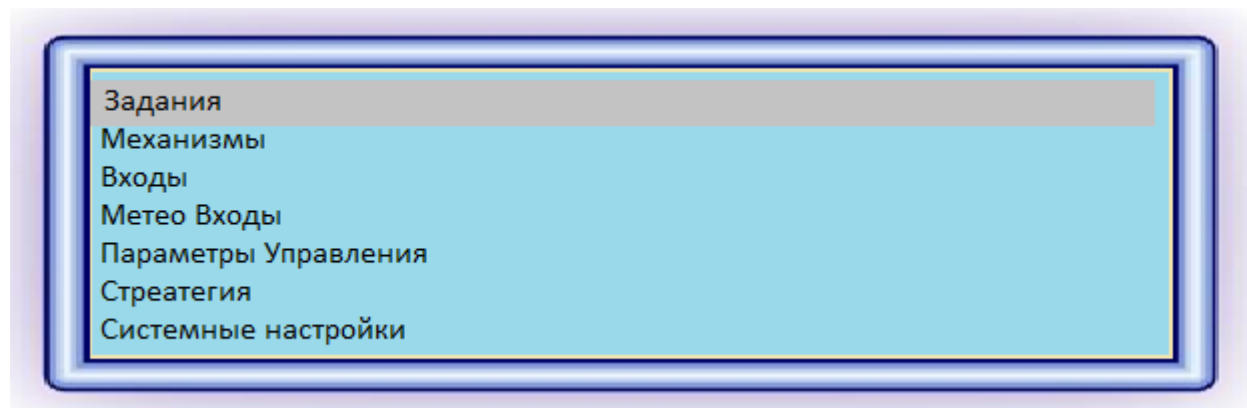 Задания
Механизмы
Входы
Метео Входы
Параметры Управления
Стреатегия
Системные настройки